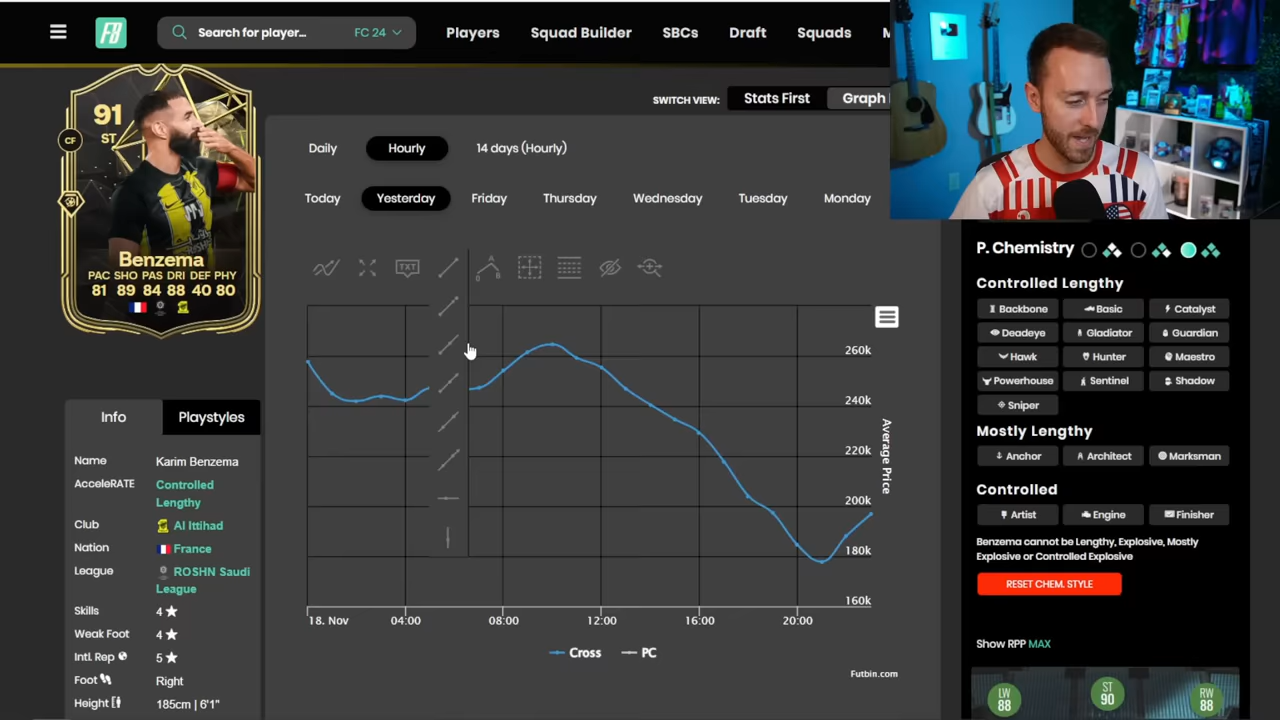 FB
Search for player...
FC 24
Players
Squad Builder
SBCs
Draft
Squads
M
91
ST
CF
Benzema
PAC SHO PAS DRI DEF PHY
81 89 84 88 40 80
SWITCH VIEW:
Stats First
Graph
Daily
Hourly
14 days (Hourly)
Today
Yesterday
Friday
Thursday
Wednesday
Tuesday
Monday
TXT
260k
240k
220k
200k
180k
160k
Average Price
18. Nov
04:00
08:00
12:00
16:00
20:00
Cross
PC
Futbin.com
Info
Playstyles
Name
Karim Benzema
AcceleRATE
Controlled
Lengthy
Club
Al Ittihad
Nation
France
League
ROSHN Saudi
League
Skills
4
Weak Foot
4
Intl. Rep
5
Foot
Right
Height
185cm | 6'1"
P. Chemistry
Controlled Lengthy
Backbone
Basic
Catalyst
Deadeye
Gladiator
Guardian
Hawk
Hunter
Maestro
Powerhouse
Sentinel
Shadow
Sniper
Mostly Lengthy
Anchor
Architect
Marksman
Controlled
Artist
Engine
Finisher
Benzema cannot be Lengthy, Explosive, Mostly
Explosive or Controlled Explosive
RESET CHEM. STYLE
Show RPP MAX
LW
88
ST
90
RW
88